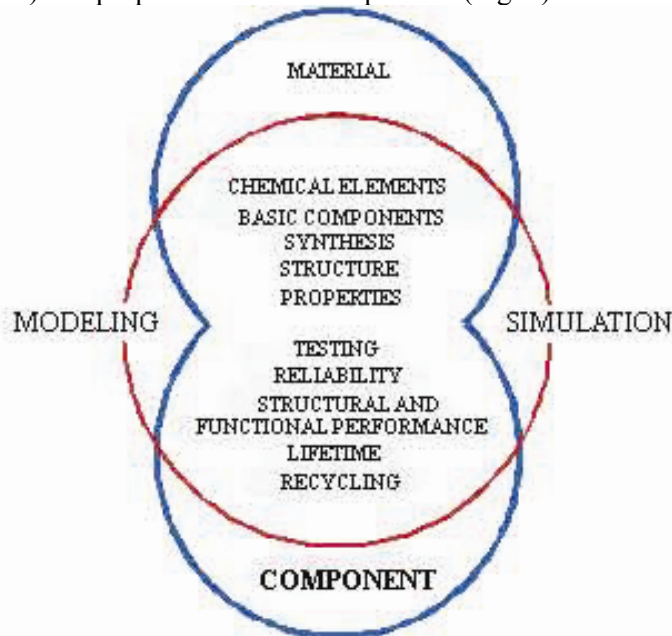 MATERIAL
CHEMICAL ELEMENTS
BASIC COMPONENTS
SYNTHESIS
STRUCTURE
PROPERTIES
MODELING
SIMULATION
TESTING
RELIABILITY
STRUCTURAL AND
FUNCTIONAL PERFORMANCE
LIFETIME
RECYCLING
COMPONENT